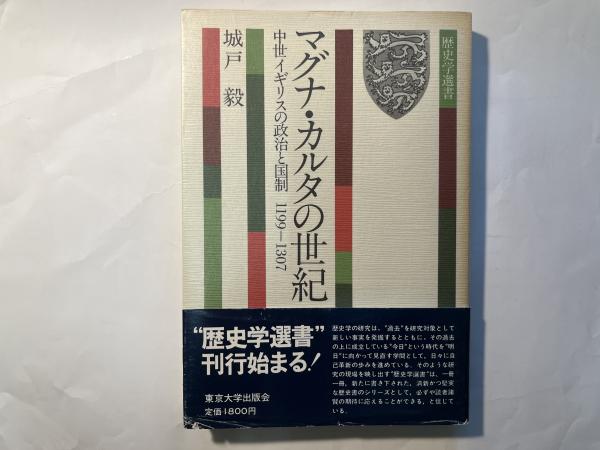 歴史学選書
マグナ・カルタの世紀
中世イギリスの政治と国制 1199—1307
城戸 毅
“歴史学選書”
刊行始まる!
東京大学出版会
定価1800円
歴史学の研究は、“過去”を研究対象として
新しい事実を発掘するとともに、その過去
の上に成立している“今日”という時代を“明
日”に向かって見直す学問として、日々に自
己革新の歩みを進めている。そのような研
究の現場を映し出す“歴史学選書”は、一冊
一冊、新たに書き下された、清新かつ堅実
な歴史書のシリーズとして、必ずや読者諸
賢の期待に応えることができる、と信じて
いる。